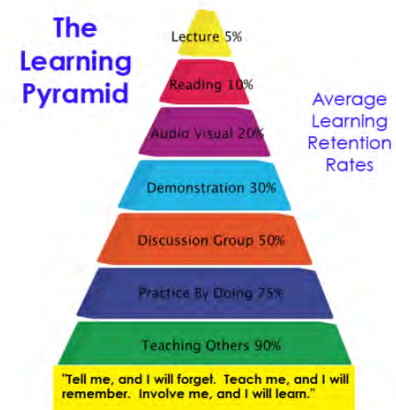 The
Learning
Pyramid
Lecture 5%
Reading 10%
Audio Visual 20%
Average
Learning
Retention
Rates
Demonstration 30%
Discussion Group 50%
Practice By Doing 75%
Teaching Others 90%
"Tell me, and I will forget.  Teach me, and I will
remember.  Involve me, and I will learn."